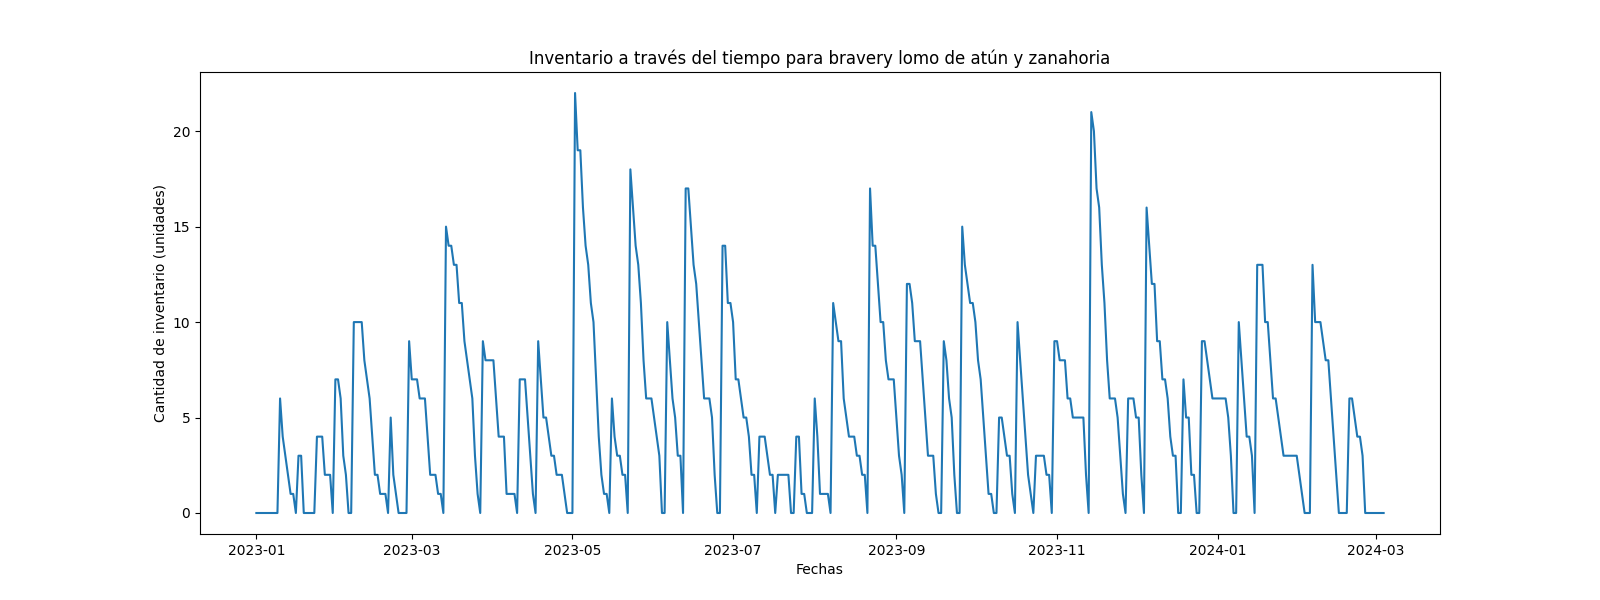 Inventario a través del tiempo para bravery lomo de atún y zanahoria
Cantidad de inventario (unidades)
20
15
10
5
0
2023-01 2023-03 2023-05 2023-07 2023-09 2023-11 2024-01 2024-03
Fechas